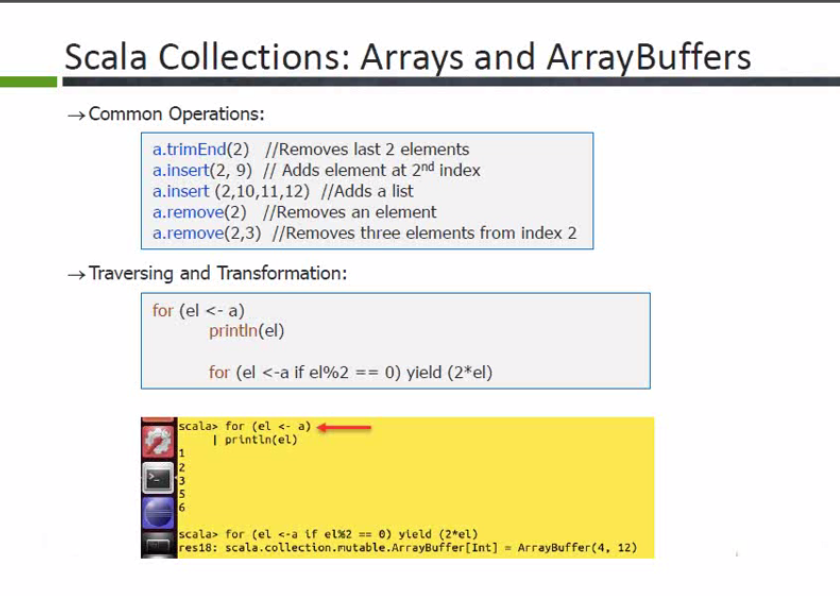 Scala Collections: Arrays and ArrayBuffers
→Common Operations:
a.trimEnd(2) //Removes last 2 elements
a.insert(2, 9) // Adds element at 2nd index
a.insert (2,10,11,12) //Adds a list
a.remove(2) //Removes an element
a.remove(2,3) //Removes three elements from index 2
→Traversing and Transformation:
for (el <- a)
println(el)
for (el <-a if el%2 == 0) yield (2*el)
scala> for (el <- a)
| println(el)
1
2
3
5
6
scala> for (el <-a if el%2 == 0) yield (2*el)
res18: scala.collection.mutable.ArrayBuffer[Int] = ArrayBuffer(4, 12)